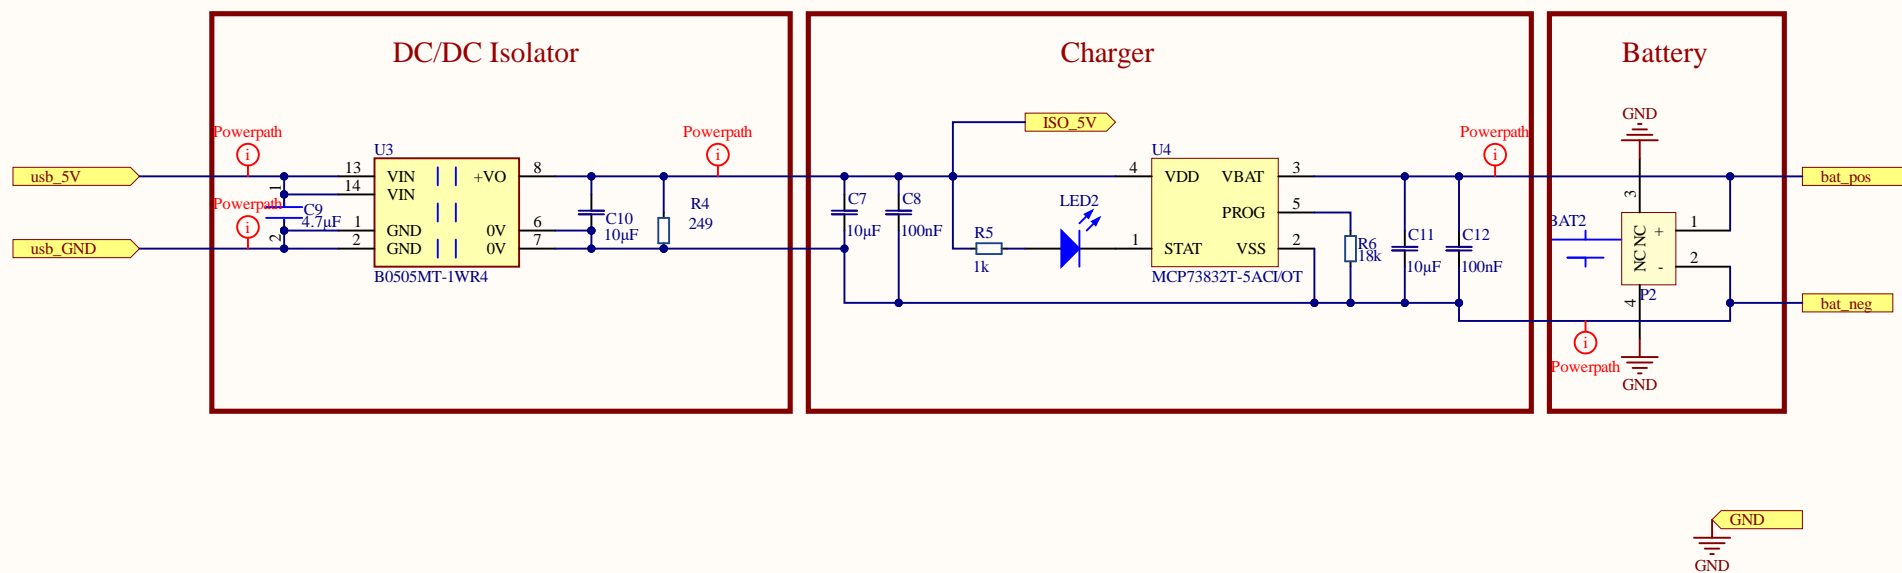 DC/DC Isolator
Charger
Battery
Powerpath
Powerpath
ISO_5V
Powerpath
GND
usb_5V
i
U3
13
14
VIN
VIN
+VO
8
i
U4
4
VDD
VBAT
3
i
bat_pos
1
Powerpath
C9
4.7µF
i
2
usb_GND
1
2
GND
GND
0V
0V
6
7
B0505MT-1WR4
C10
10µF
R4
249
C7
10µF
C8
100nF
R5
1k
LED2
1
STAT
PROG
VSS
5
2
MCP73832T-5ACI/OT
R6
18k
C11
10µF
C12
100nF
BAT2
3
NC NC
+
-
1
2
4
P2
bat_neg
i
Powerpath
GND
GND
GND